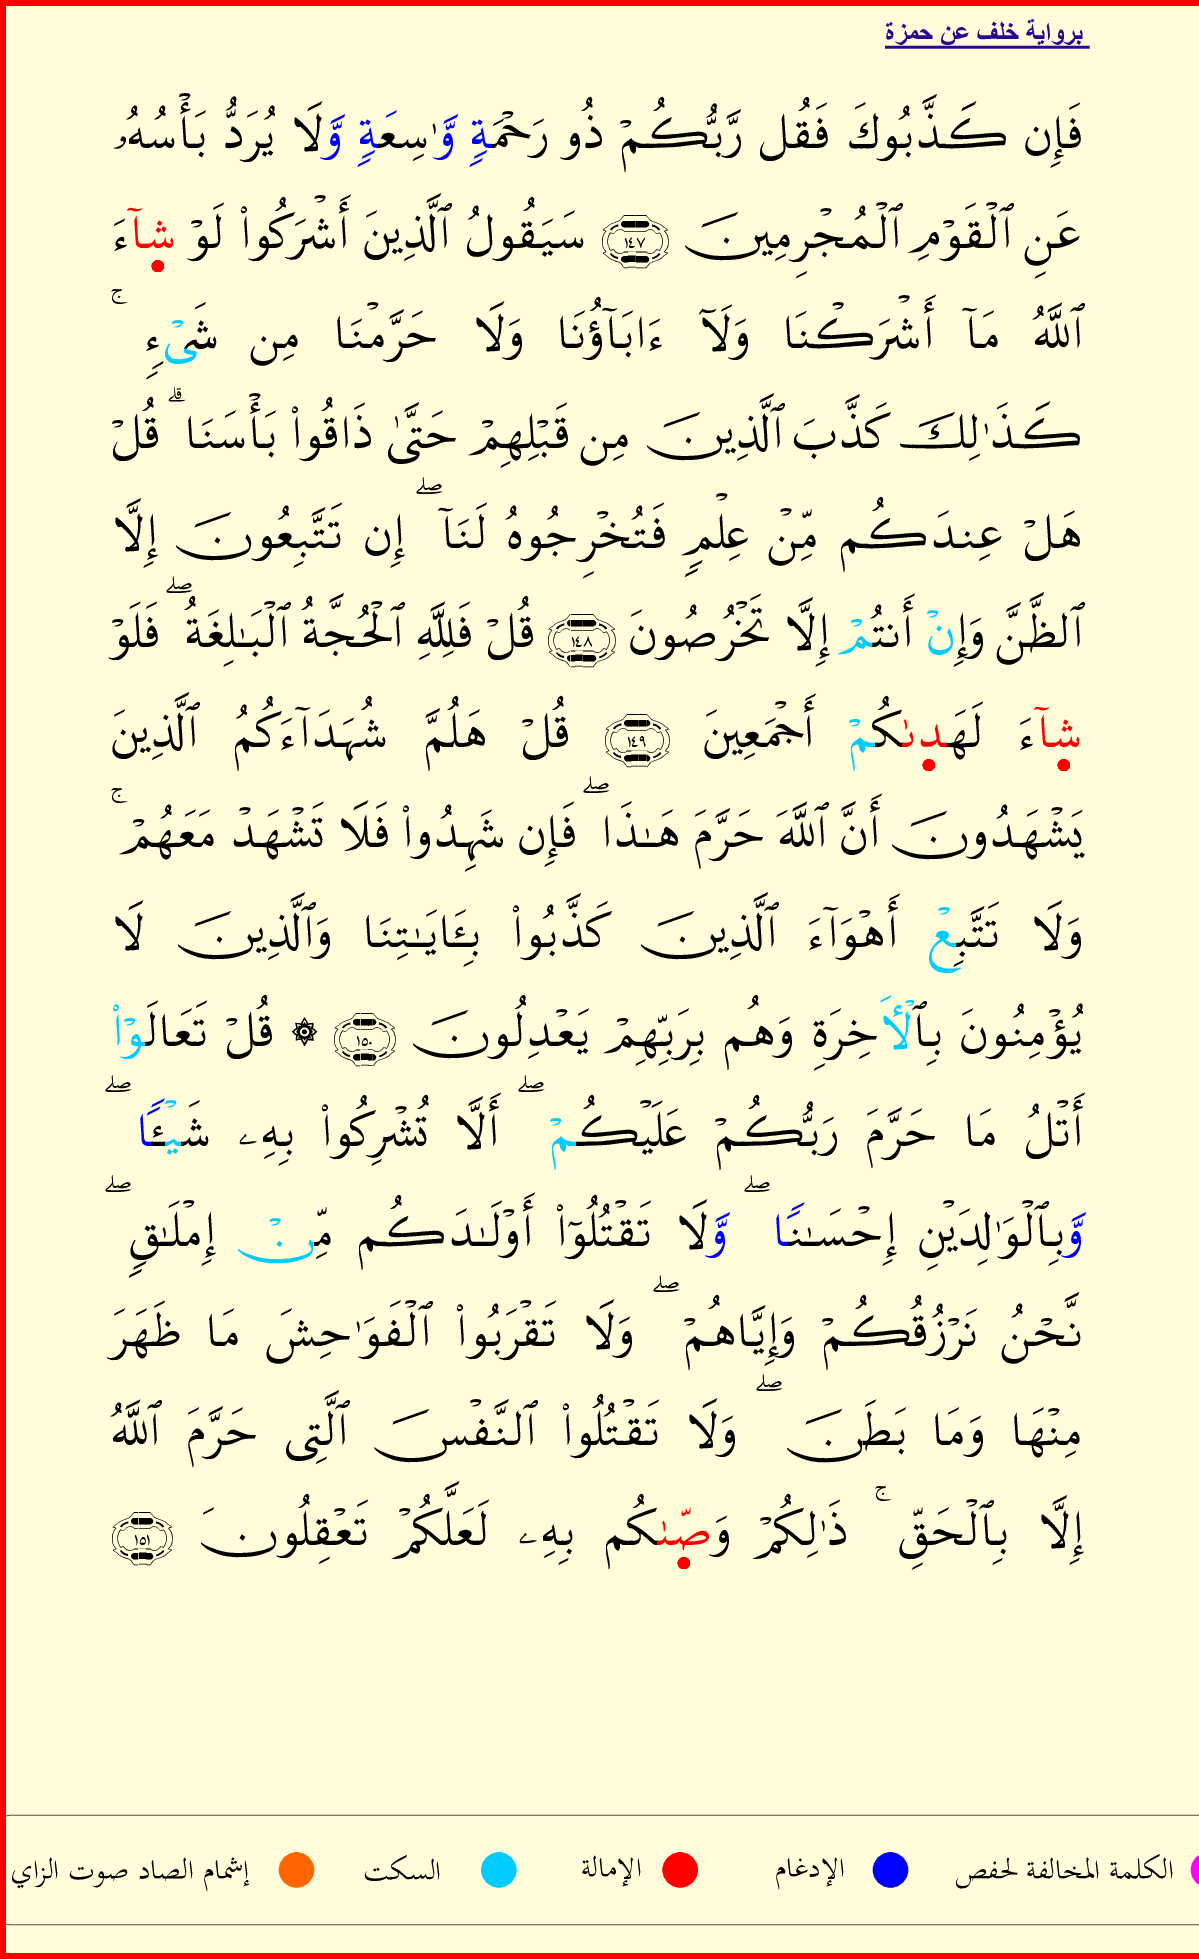 برواية خلف عن حمزة
فَإِن كَذَّبُوكَ فَقُل رَّبُّكُمۡ ذُو رَحۡمَةٖ وَّٰسِعَةٖ وَّلَا يُرَدُّ بَأۡسُهُۥ
عَنِ ٱلۡقَوۡمِ ٱلۡمُجۡرِمِينَ ١٤٧ سَيَقُولُ ٱلَّذِينَ أَشۡرَكُواْ لَوۡ شَآءَ
ٱللَّهُ مَآ أَشۡرَكۡنَا وَلَآ ءَابَآؤُنَا وَلَا حَرَّمۡنَا مِن شَيۡءٖۚ
كَذَٰلِكَ كَذَّبَ ٱلَّذِينَ مِن قَبۡلِهِمۡ حَتَّىٰ ذَاقُواْ بَأۡسَنَاۗ قُلۡ
هَلۡ عِندَكُم مِّنۡ عِلۡمٖ فَتُخۡرِجُوهُ لَنَآۖ إِن تَتَّبِعُونَ إِلَّا
ٱلظَّنَّ وَإِنۡ أَنتُمۡ إِلَّا تَخۡرُصُونَ ١٤٨ قُلۡ فَلِلَّهِ ٱلۡحُجَّةُ ٱلۡبَٰلِغَةُۖ فَلَوۡ
شَآءَ لَهَدىٰكُمۡ أَجۡمَعِينَ ١٤٩ قُلۡ هَلُمَّ شُهَدَآءَكُمُ ٱلَّذِينَ
يَشۡهَدُونَ أَنَّ ٱللَّهَ حَرَّمَ هَٰذَاۖ فَإِن شَهِدُواْ فَلَا تَشۡهَدۡ مَعَهُمۡۚ
وَلَا تَتَّبِعۡ أَهۡوَآءَ ٱلَّذِينَ كَذَّبُواْ بِـَٔايَٰتِنَا وَٱلَّذِينَ لَا
يُؤۡمِنُونَ بِٱلۡأَخِرَةِ وَهُم بِرَبِّهِمۡ يَعۡدِلُونَ ١٥٠ ۞ قُلۡ تَعَالَوۡاْ
أَتۡلُ مَا حَرَّمَ رَبُّكُمۡ عَلَيۡكُمۡۖ أَلَّا تُشۡرِكُواْ بِهِۦ شَيۡـٔٗاۖ
وَّبِٱلۡوَٰلِدَيۡنِ إِحۡسَٰنٗاۖ وَّلَا تَقۡتُلُوٓاْ أَوۡلَٰدَكُم مِّنۡ إِمۡلَٰقٖۖ
نَّحۡنُ نَرۡزُقُكُمۡ وَإِيَّاهُمۡۖ وَلَا تَقۡرَبُواْ ٱلۡفَوَٰحِشَ مَا ظَهَرَ
مِنۡهَا وَمَا بَطَنَۖ وَلَا تَقۡتُلُواْ ٱلنَّفۡسَ ٱلَّتِي حَرَّمَ ٱللَّهُ
إِلَّا بِٱلۡحَقِّۚ ذَٰلِكُمۡ وَصّىٰكُم بِهِۦ لَعَلَّكُمۡ تَعۡقِلُونَ ١٥١
الكلمة المخالفة لحفص الإدغام الإمالة السكت إشمام الصاد صوت الزاي